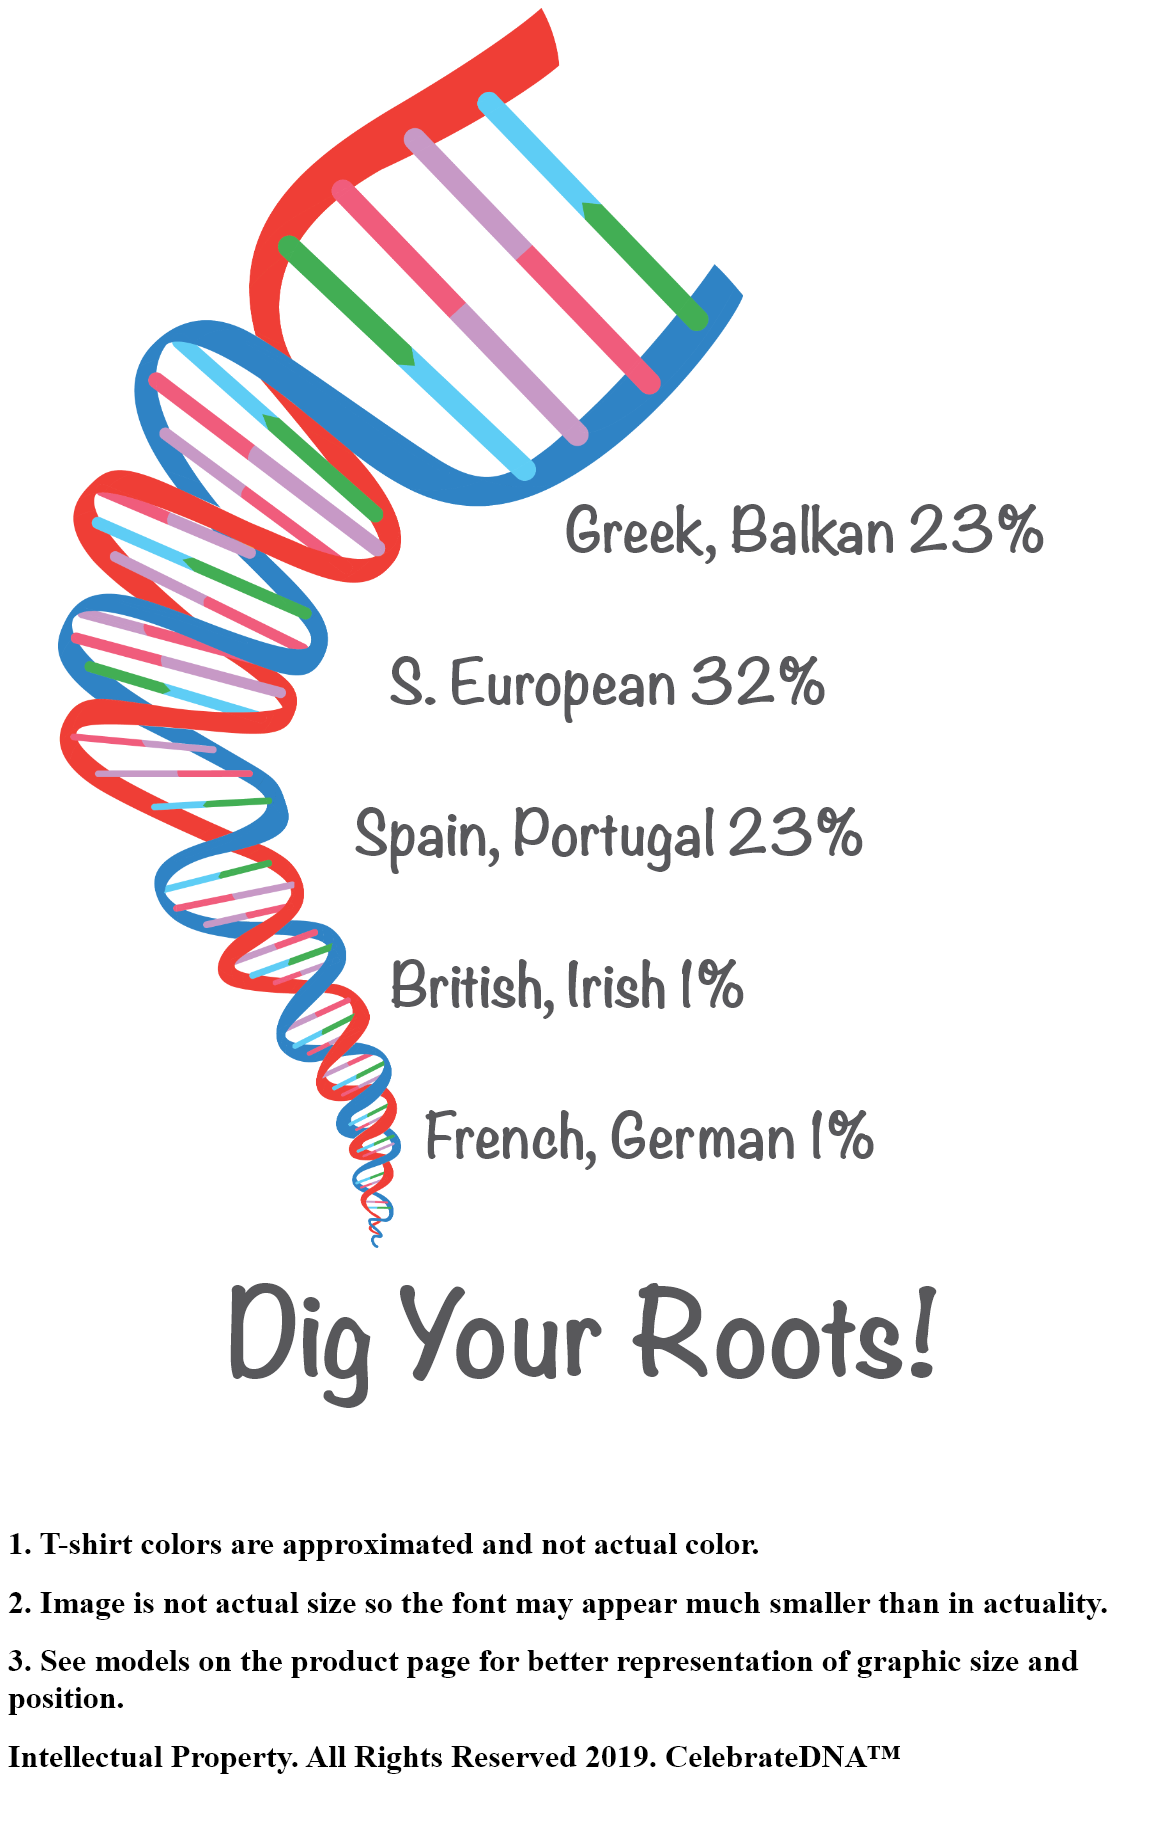 Greek, Balkan 23%
S. European 32%
Spain, Portugal 23%
British, Irish 1%
French, German 1%
Dig Your Roots!
1. T-shirt colors are approximated and not actual color.
2. Image is not actual size so the font may appear much smaller than in actuality.
3. See models on the product page for better representation of graphic size and
position.
Intellectual Property. All Rights Reserved 2019. CelebrateDNA™